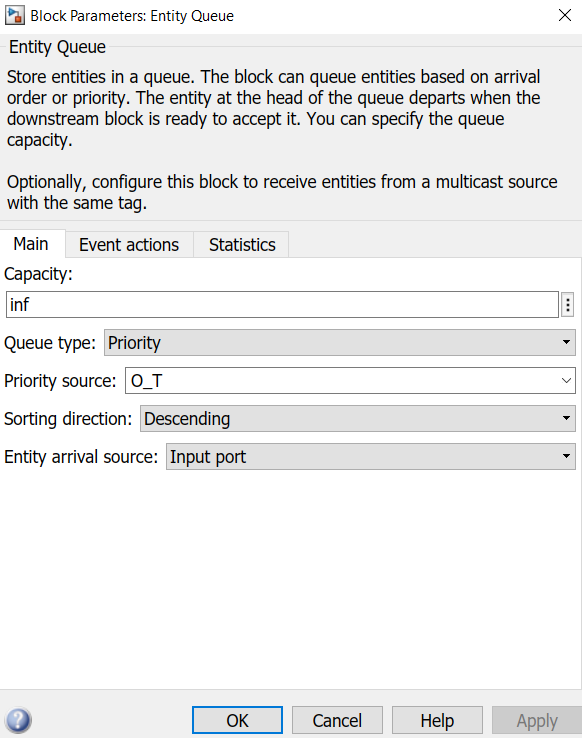 Block Parameters: Entity Queue
Entity Queue
Store entities in a queue. The block can queue entities based on arrival
order or priority. The entity at the head of the queue departs when the
downstream block is ready to accept it. You can specify the queue
capacity.
Optionally, configure this block to receive entities from a multicast source
with the same tag.
Main Event actions Statistics
Capacity:
inf
Queue type: Priority
Priority source: O_T
Sorting direction: Descending
Entity arrival source: Input port
? OK Cancel Help Apply